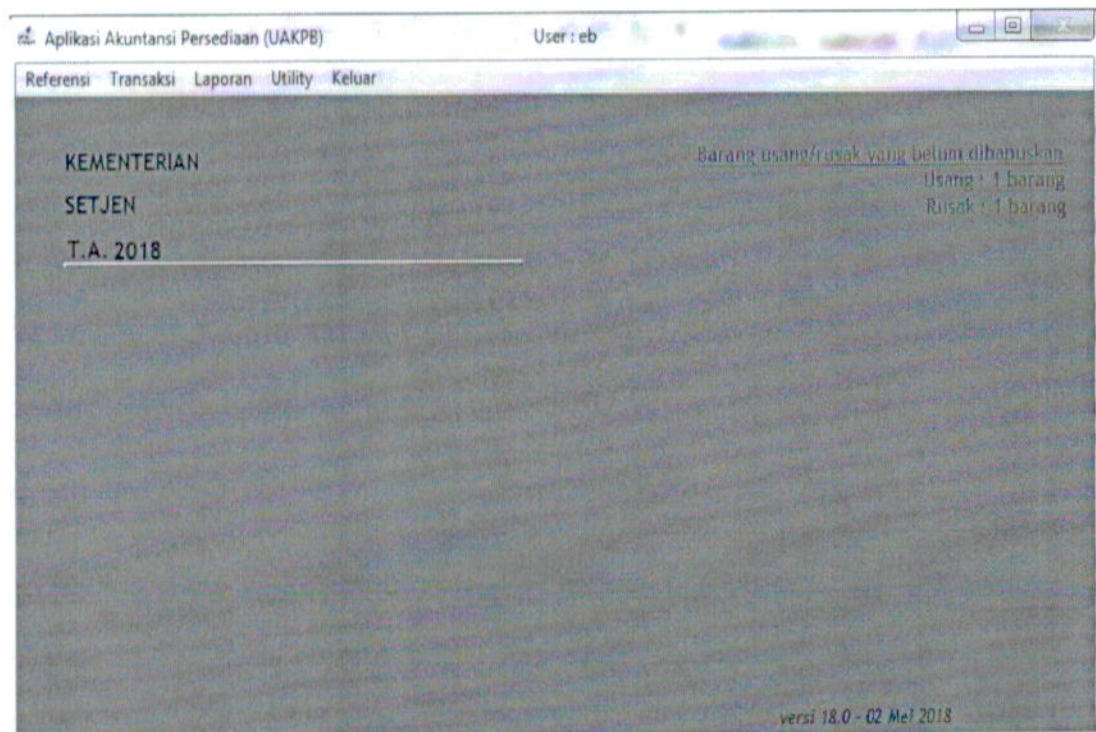 Aplikasi Akuntansi Persediaan (UAKPB) User : eb
Referensi Transaksi Laporan Utility Keluar
KEMENTERIAN
SETJEN
T.A. 2018
Barang usang/rusak yang belum dihapuskan
Usang : 1 barang
Rusak : 1 barang
versi 18.0 - 02 Mei 2018